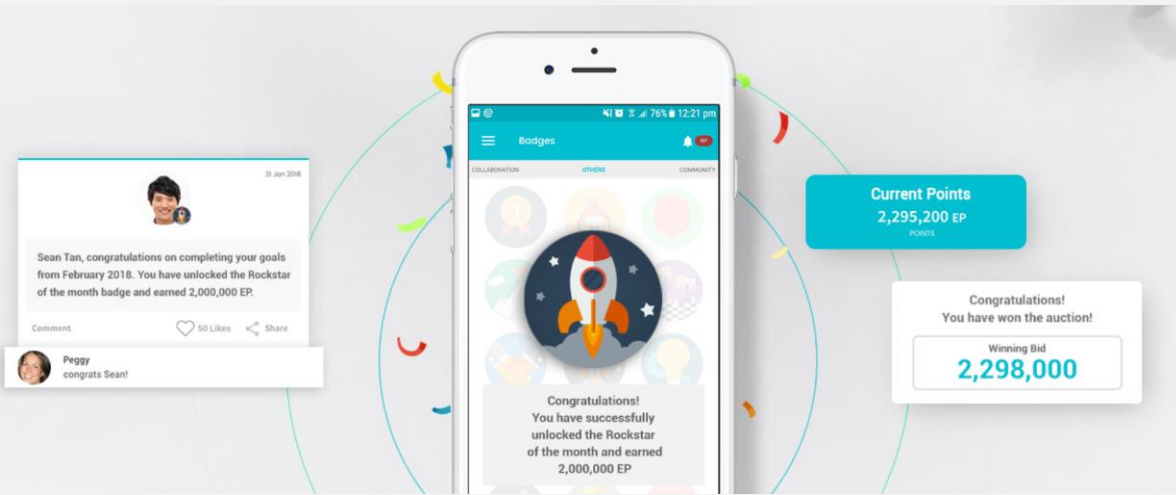 31 Jan 2018
Sean Tan, congratulations on completing your goals
from February 2018. You have unlocked the Rockstar
of the month badge and earned 2,000,000 EP.
Comment
50 Likes
Share
Peggy
congrats Sean!
76% 12:21 pm
Badges
COLLABORATION
OTHERS
COMMUNITY
Congratulations!
You have successfully
unlocked the Rockstar
of the month and earned
2,000,000 EP
Current Points
2,295,200 EP
POINTS
Congratulations!
You have won the auction!
Winning Bid
2,298,000